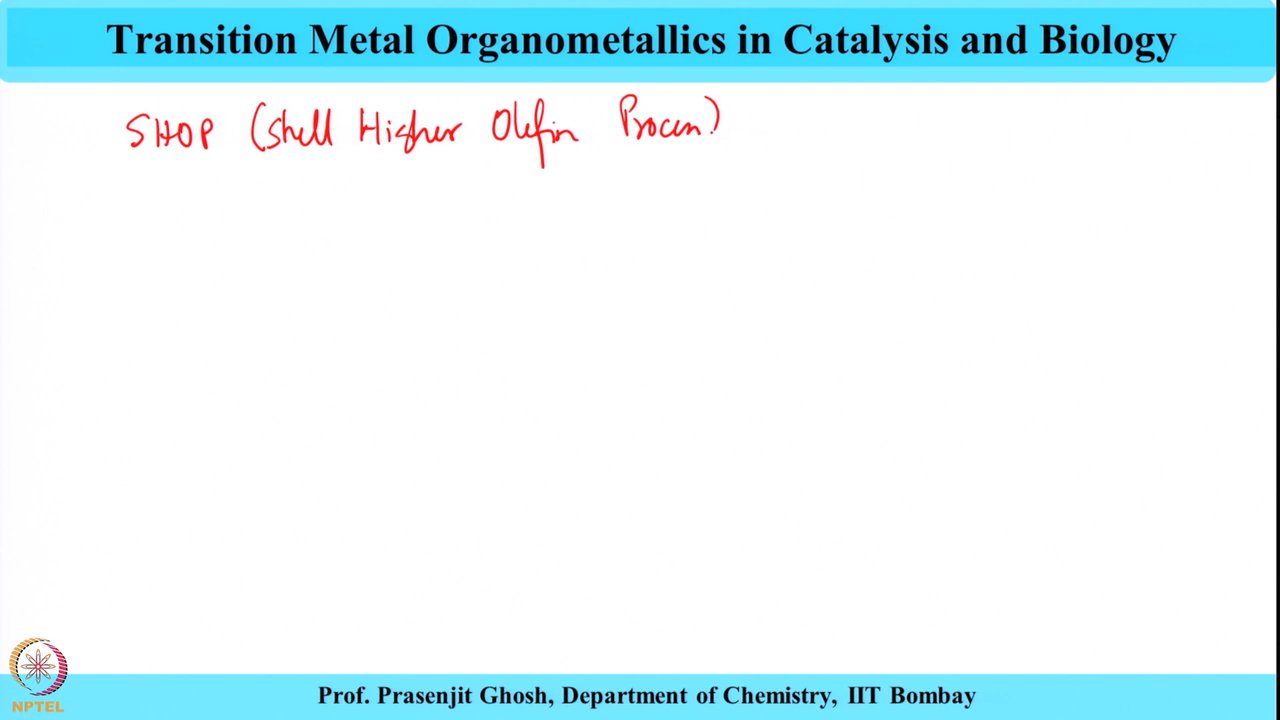 Transition Metal Organometallics in Catalysis and Biology
SHOP (Shell Higher Olefin Process)
NPTEL
Prof. Prasenjit Ghosh, Department of Chemistry, IIT Bombay